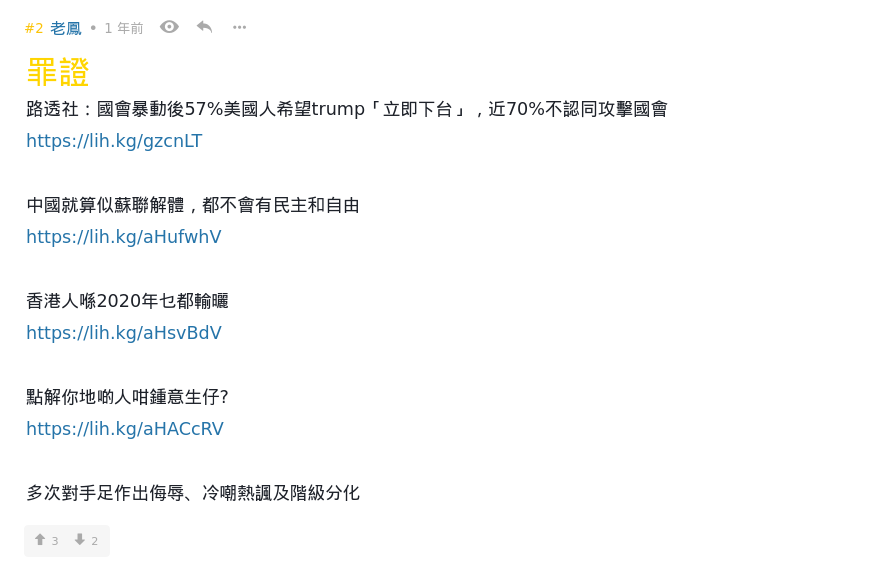 #2 老鳳 • 1 年前
罪證
路透社：國會暴動後57%美國人希望trump「立即下台」，近70%不認同攻擊國會
https://lih.kg/gzcnLT
中國就算似蘇聯解體，都不會有民主和自由
https://lih.kg/aHufwhV
香港人喺2020年乜都輸曬
https://lih.kg/aHsvBdV
點解你地啲人咁鍾意生仔?
https://lih.kg/aHACcRV
多次對手足作出侮辱、冷嘲熱諷及階級分化
3 2